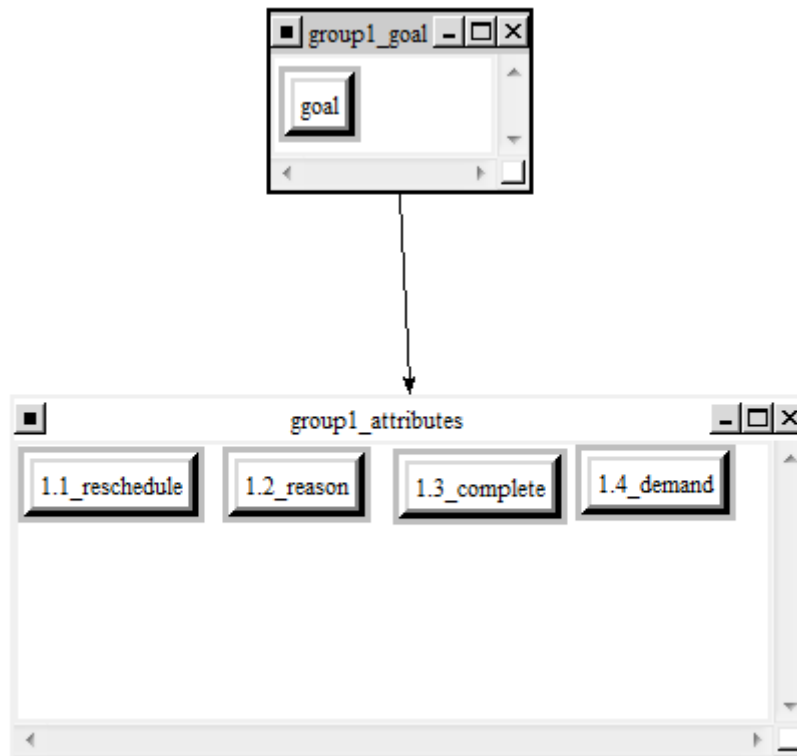 group1_goal
goal
group1_attributes
1.1_reschedule
1.2_reason
1.3_complete
1.4_demand